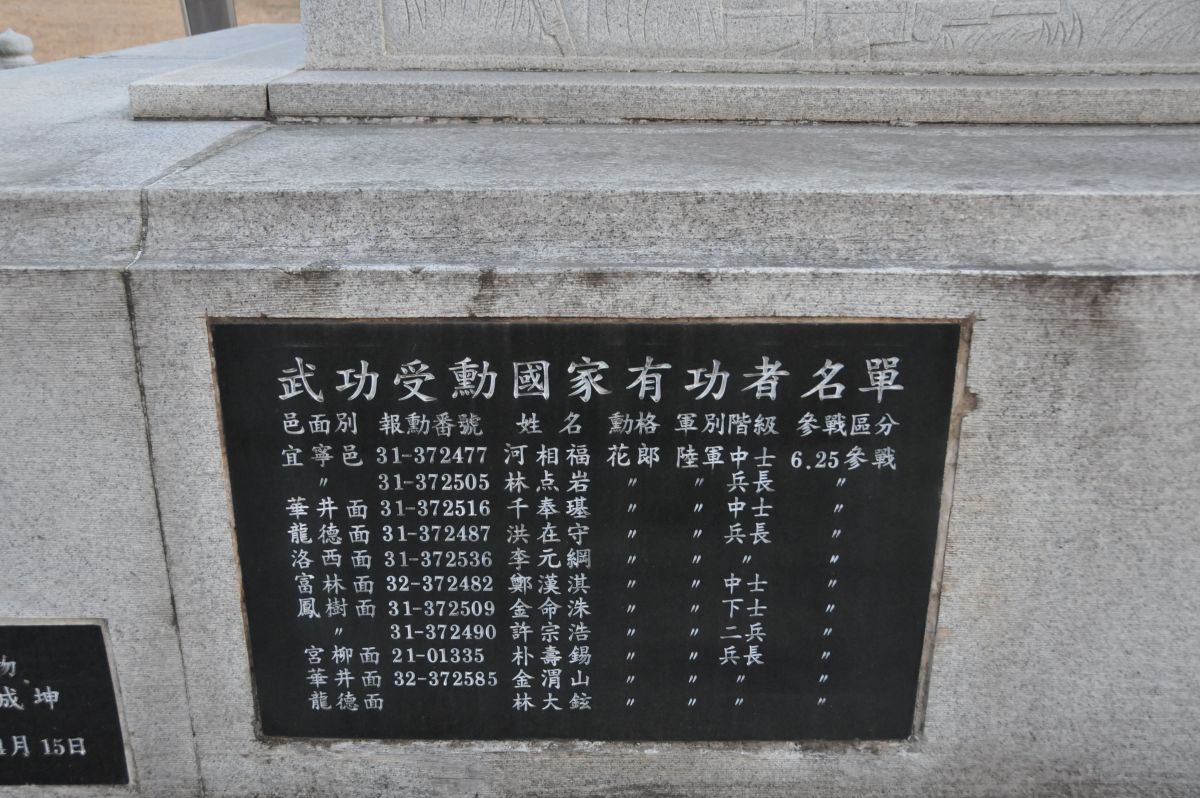 武功受勳國家有功者名單
邑面別 報勳番號 姓名 勳格 軍別階級 參戰區分
宜寧邑 31-372477 河相福 花郎 陸軍中士 6.25參戰
〃 31-372505 林点岩 〃 〃 兵長 〃
華井面 31-372516 千奉璂 〃 〃 中士 〃
龍德面 31-372487 洪在守 〃 〃 兵長 〃
洛西面 31-372536 李元綱 〃 〃 〃 〃
富林面 32-372482 鄭漢淇 〃 〃 中士 〃
鳳樹面 31-372509 金命洙 〃 〃 下士 〃
〃 31-372490 許宗浩 〃 〃 二兵 〃
宮柳面 21-01335 朴壽錫 〃 〃 兵長 〃
華井面 32-372585 金渭山 〃 〃 〃 〃
龍德面 林大鉉 〃 〃 〃 〃
物
成坤
月15日